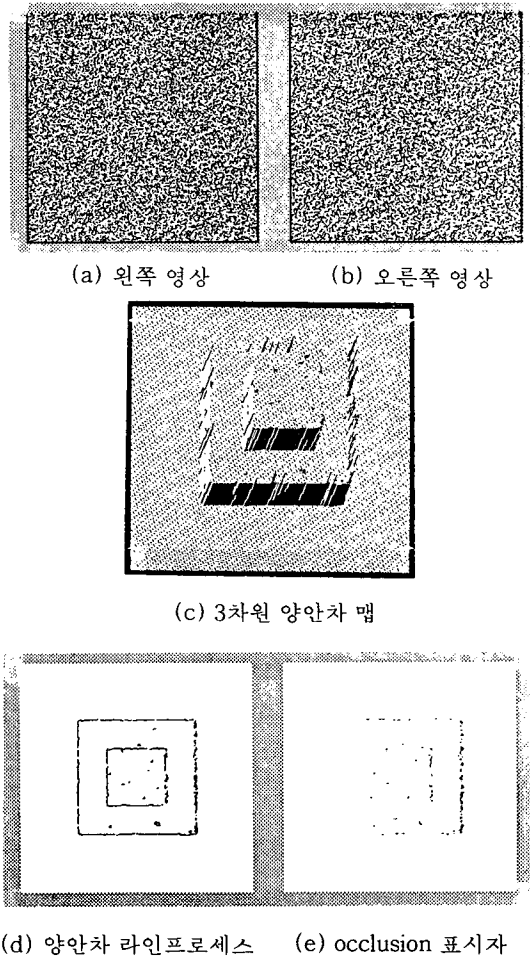 (a) 왼쪽 영상
(b) 오른쪽 영상
(c) 3차원 양안차 맵
(d) 양안차 라인프로세스
(e) occlusion 표시자